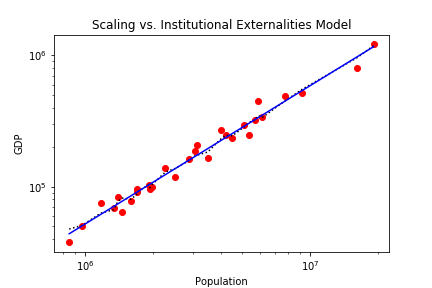 Scaling vs. Institutional Externalities Model
10⁶
GDP
10⁵
10⁶
10⁷
Population